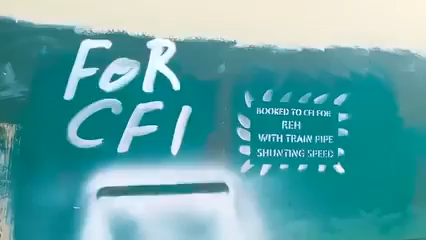 FOR
CFI
BOOKED TO CFI FOR
REH
WITH TRAIN PIPE
SHUNTING SPEED